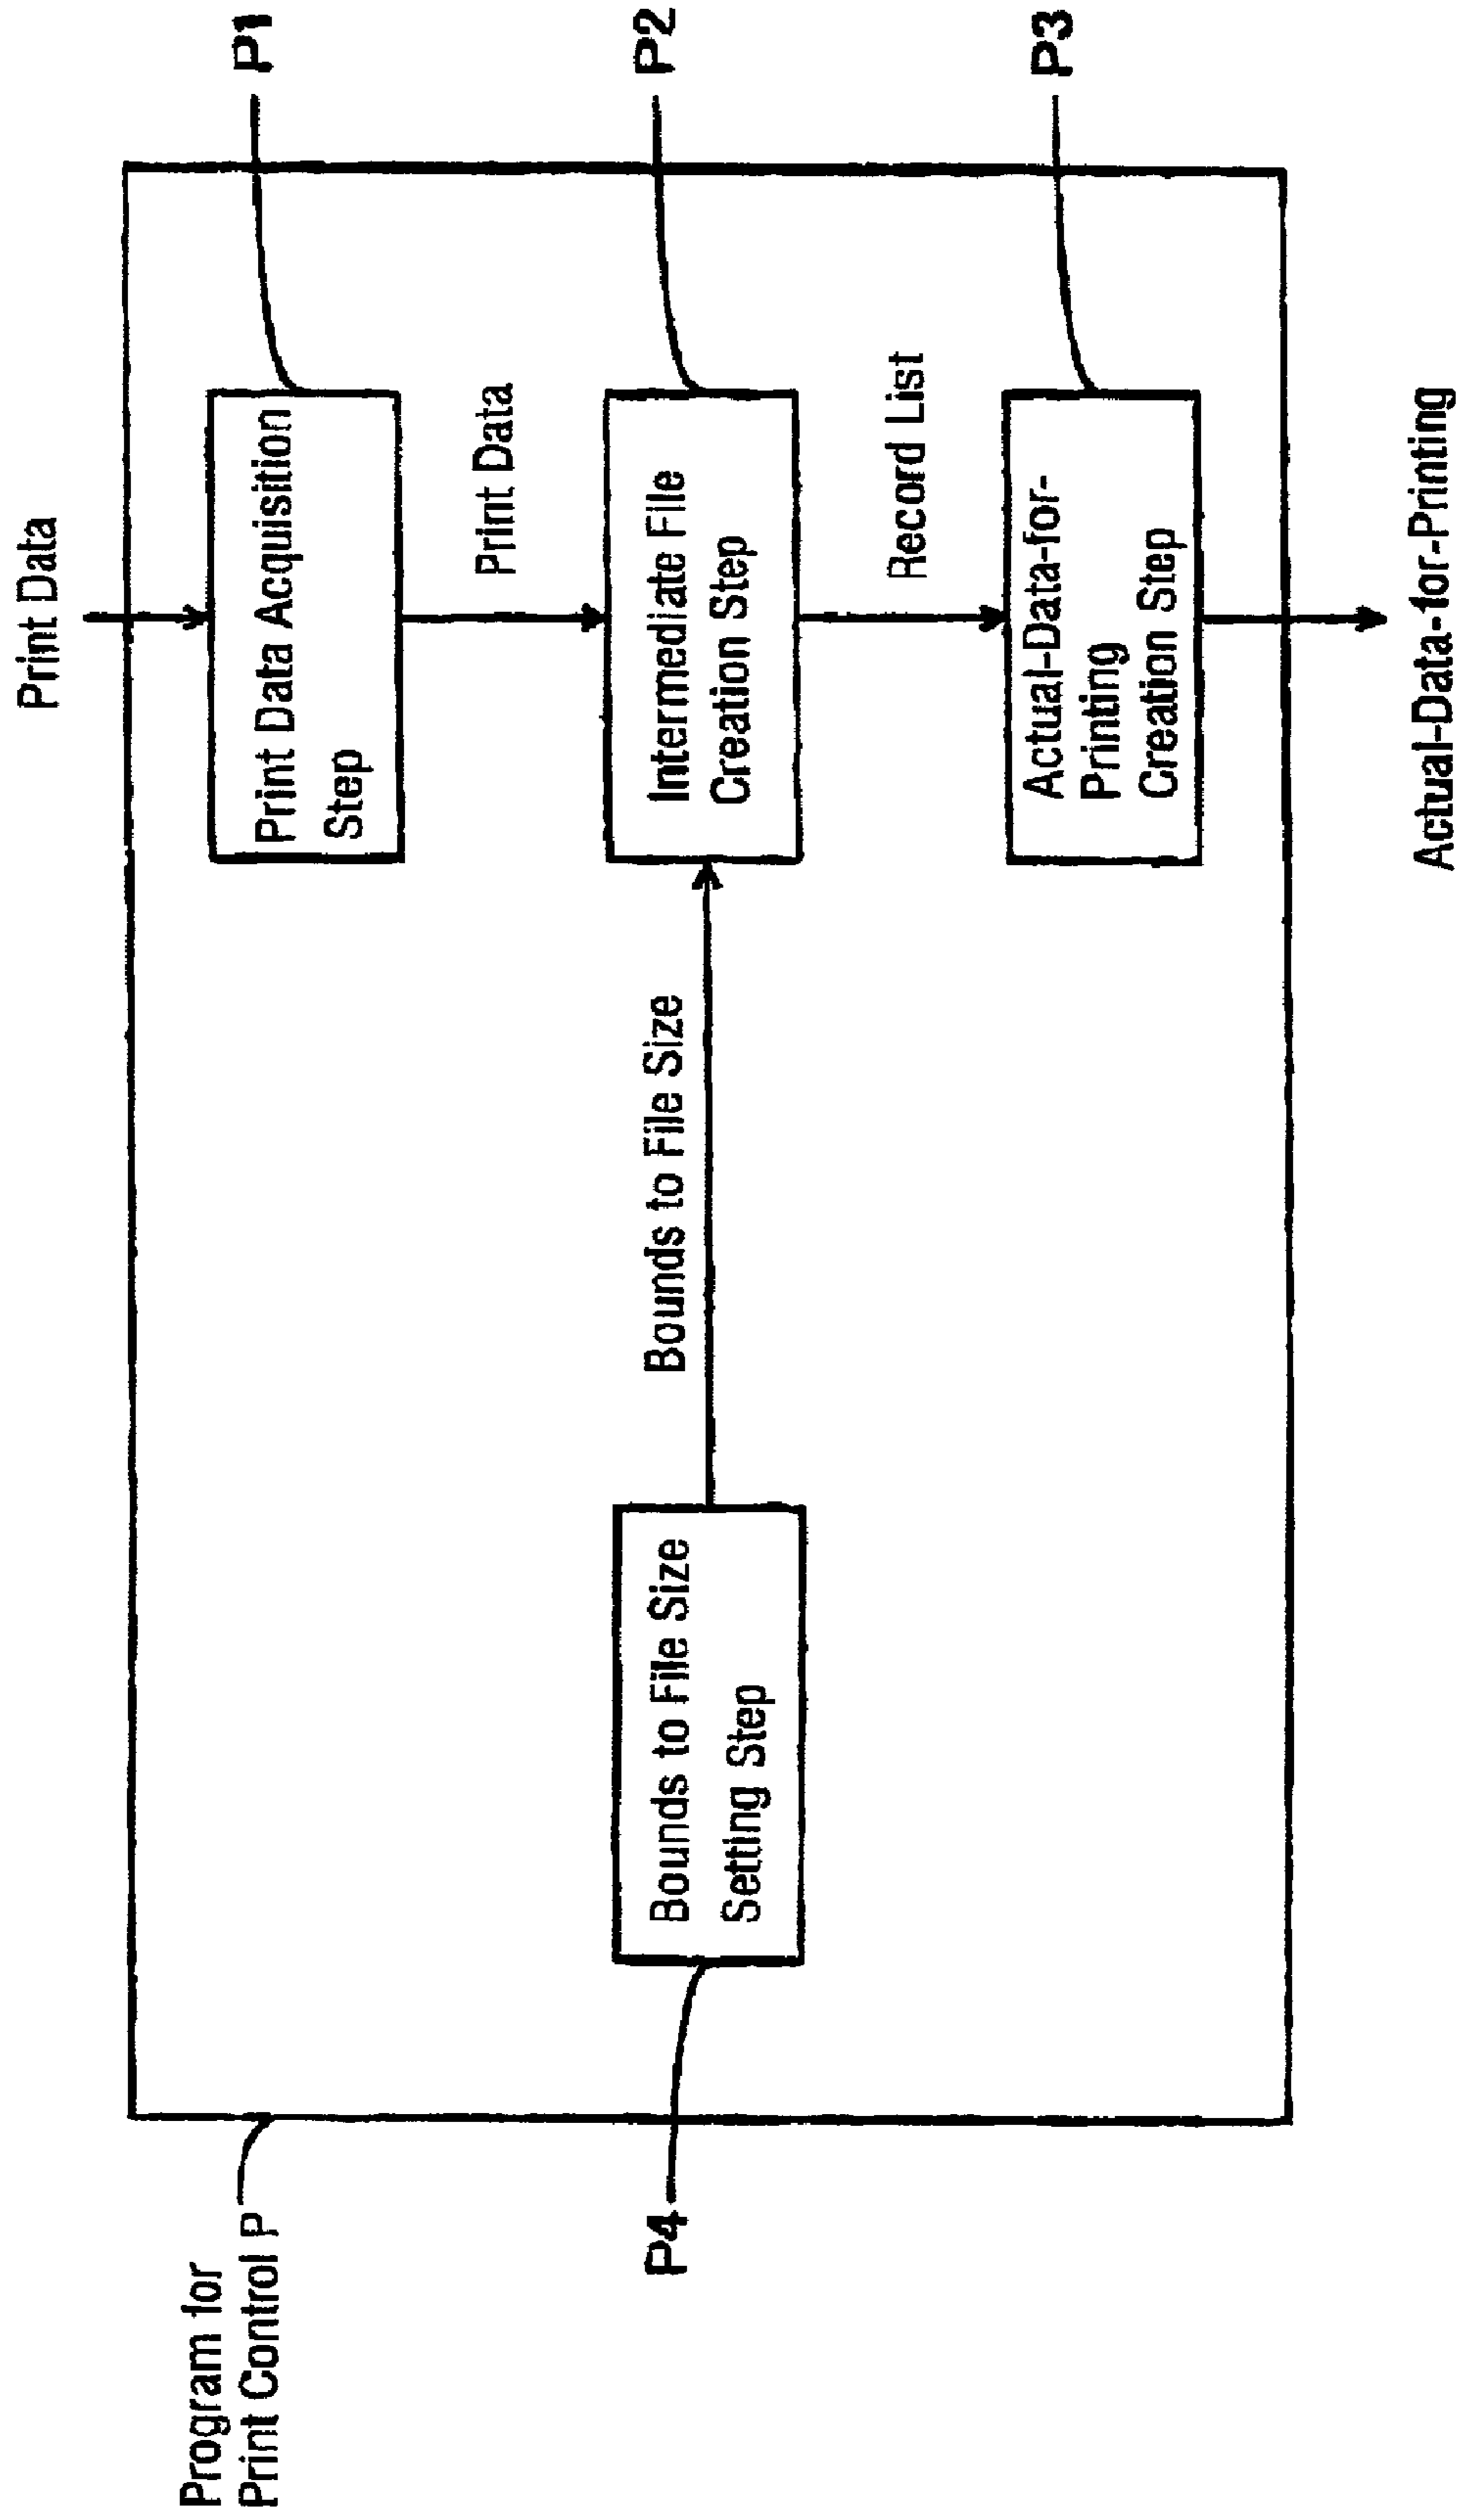 Program for
Print Control P
Print Data
Print Data Acquisition
Step
P1
Print Data
P4
Bounds to File Size
Setting Step
Bounds to File Size
Intermediate File
Creation Step
P2
Record List
Actual-Data-for-
Printing
Creation Step
P3
Actual-Data-for-Printing